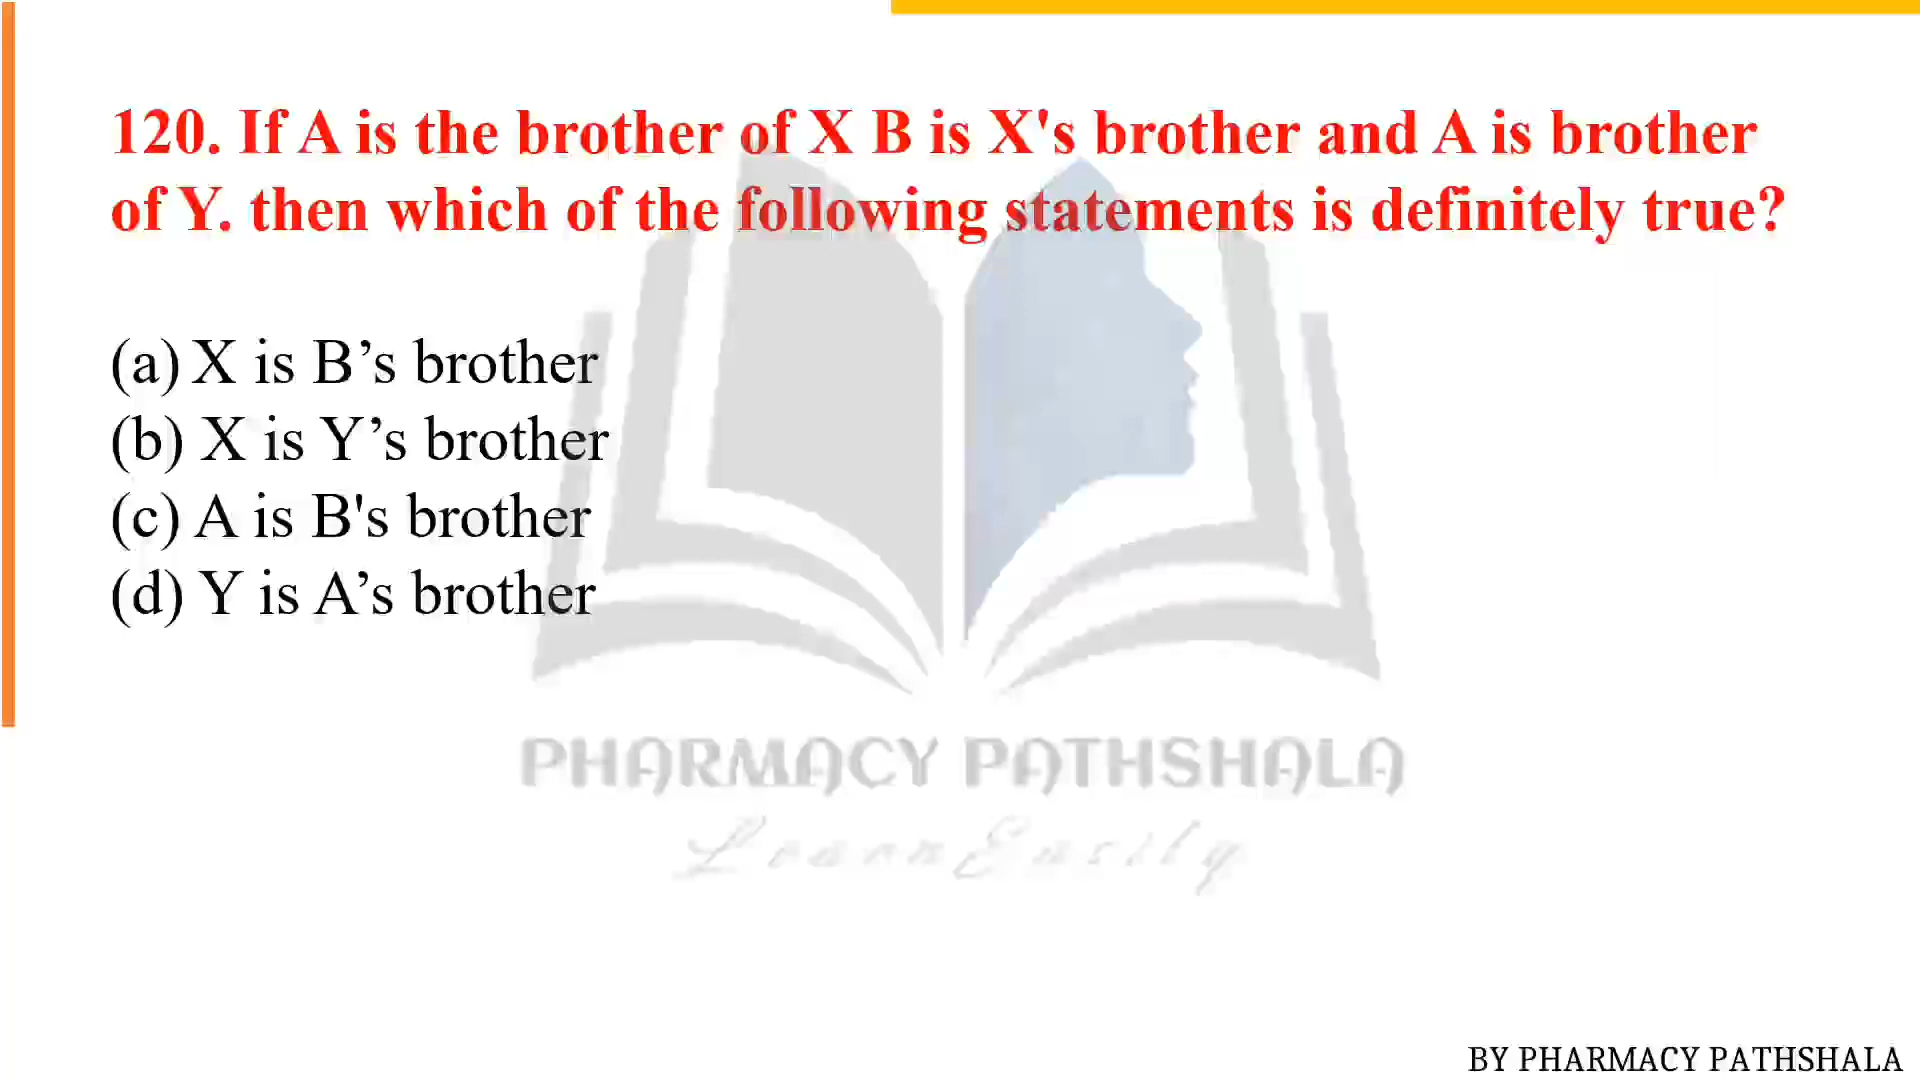 120. If A is the brother of X B is X's brother and A is brother
of Y. then which of the following statements is definitely true?
(a) X is B’s brother
(b) X is Y’s brother
(c) A is B's brother
(d) Y is A’s brother
PHARMACY PATHSHALA
Learn Easily
BY PHARMACY PATHSHALA